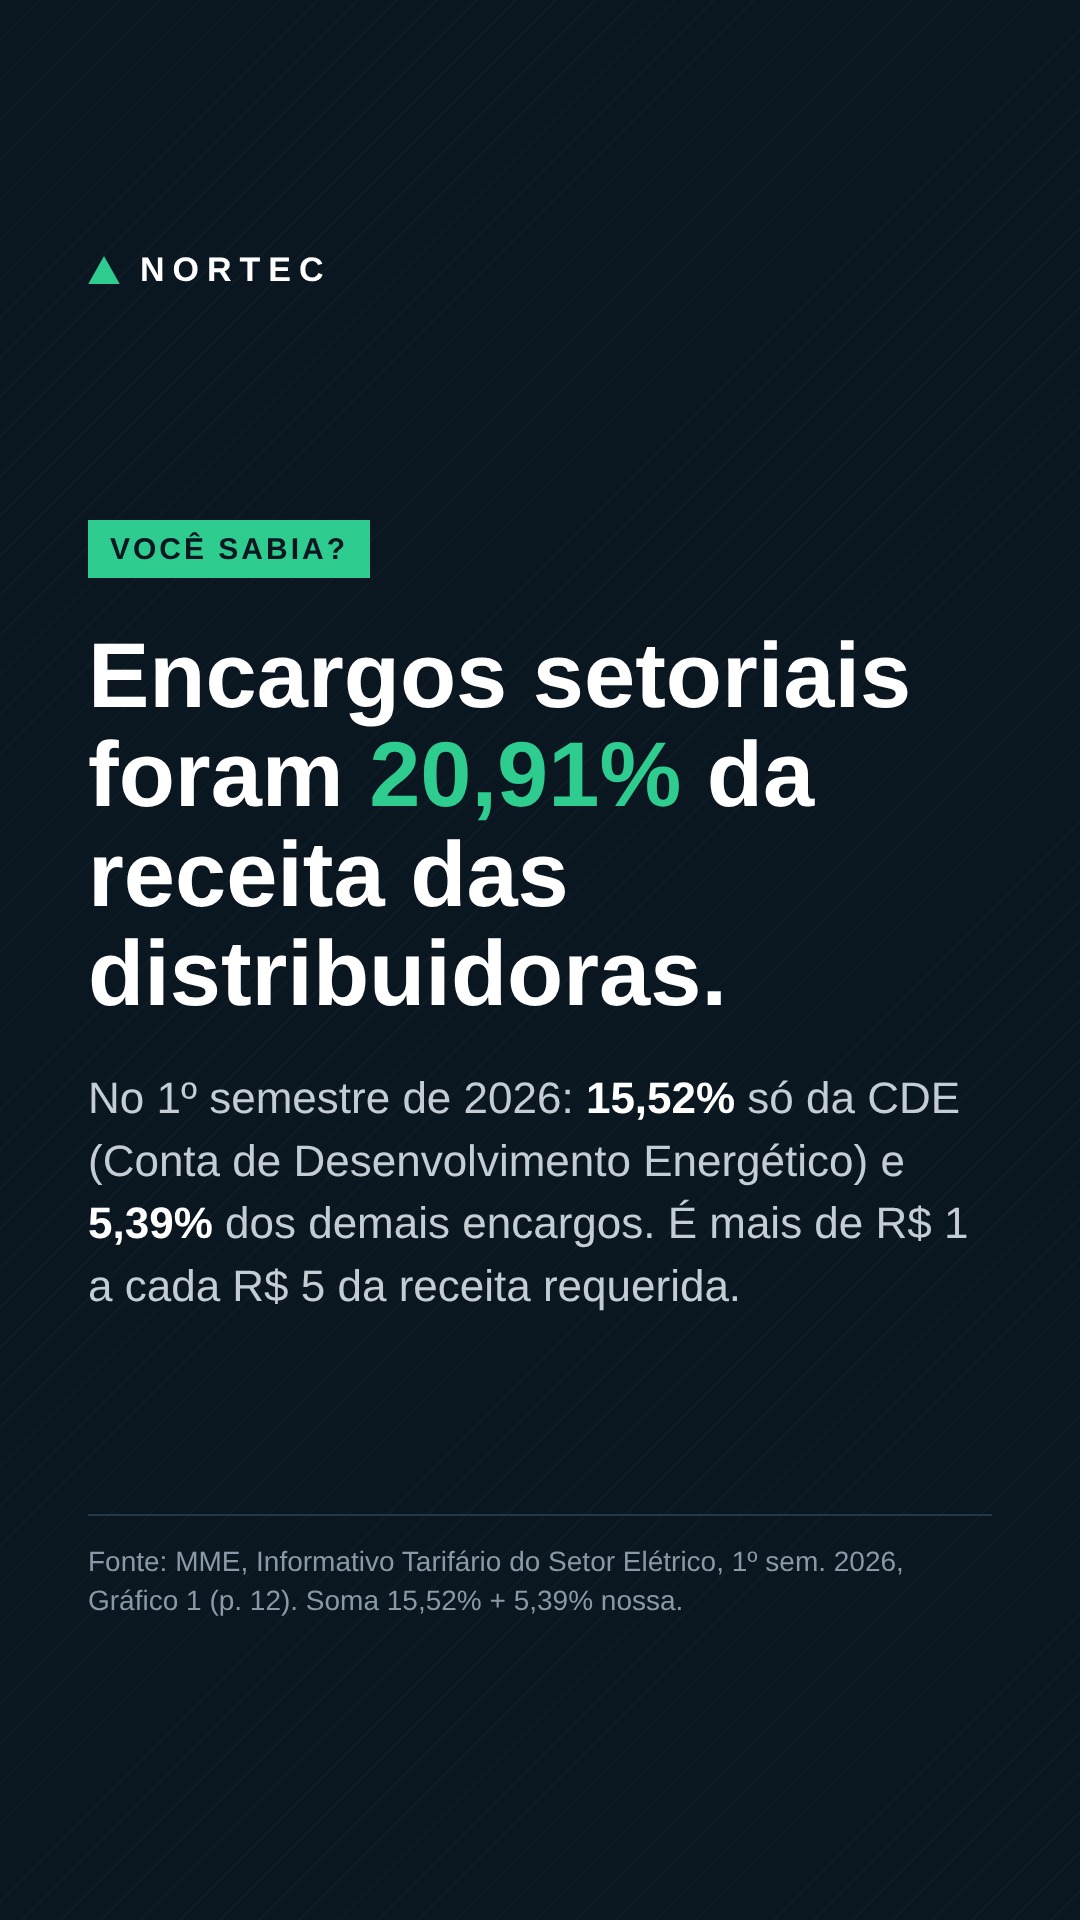 NORTEC
VOCÊ SABIA?
Encargos setoriais
foram 20,91% da
receita das
distribuidoras.
No 1º semestre de 2026: 15,52% só da CDE
(Conta de Desenvolvimento Energético) e
5,39% dos demais encargos. É mais de R$ 1
a cada R$ 5 da receita requerida.
Fonte: MME, Informativo Tarifário do Setor Elétrico, 1º sem. 2026,
Gráfico 1 (p. 12). Soma 15,52% + 5,39% nossa.